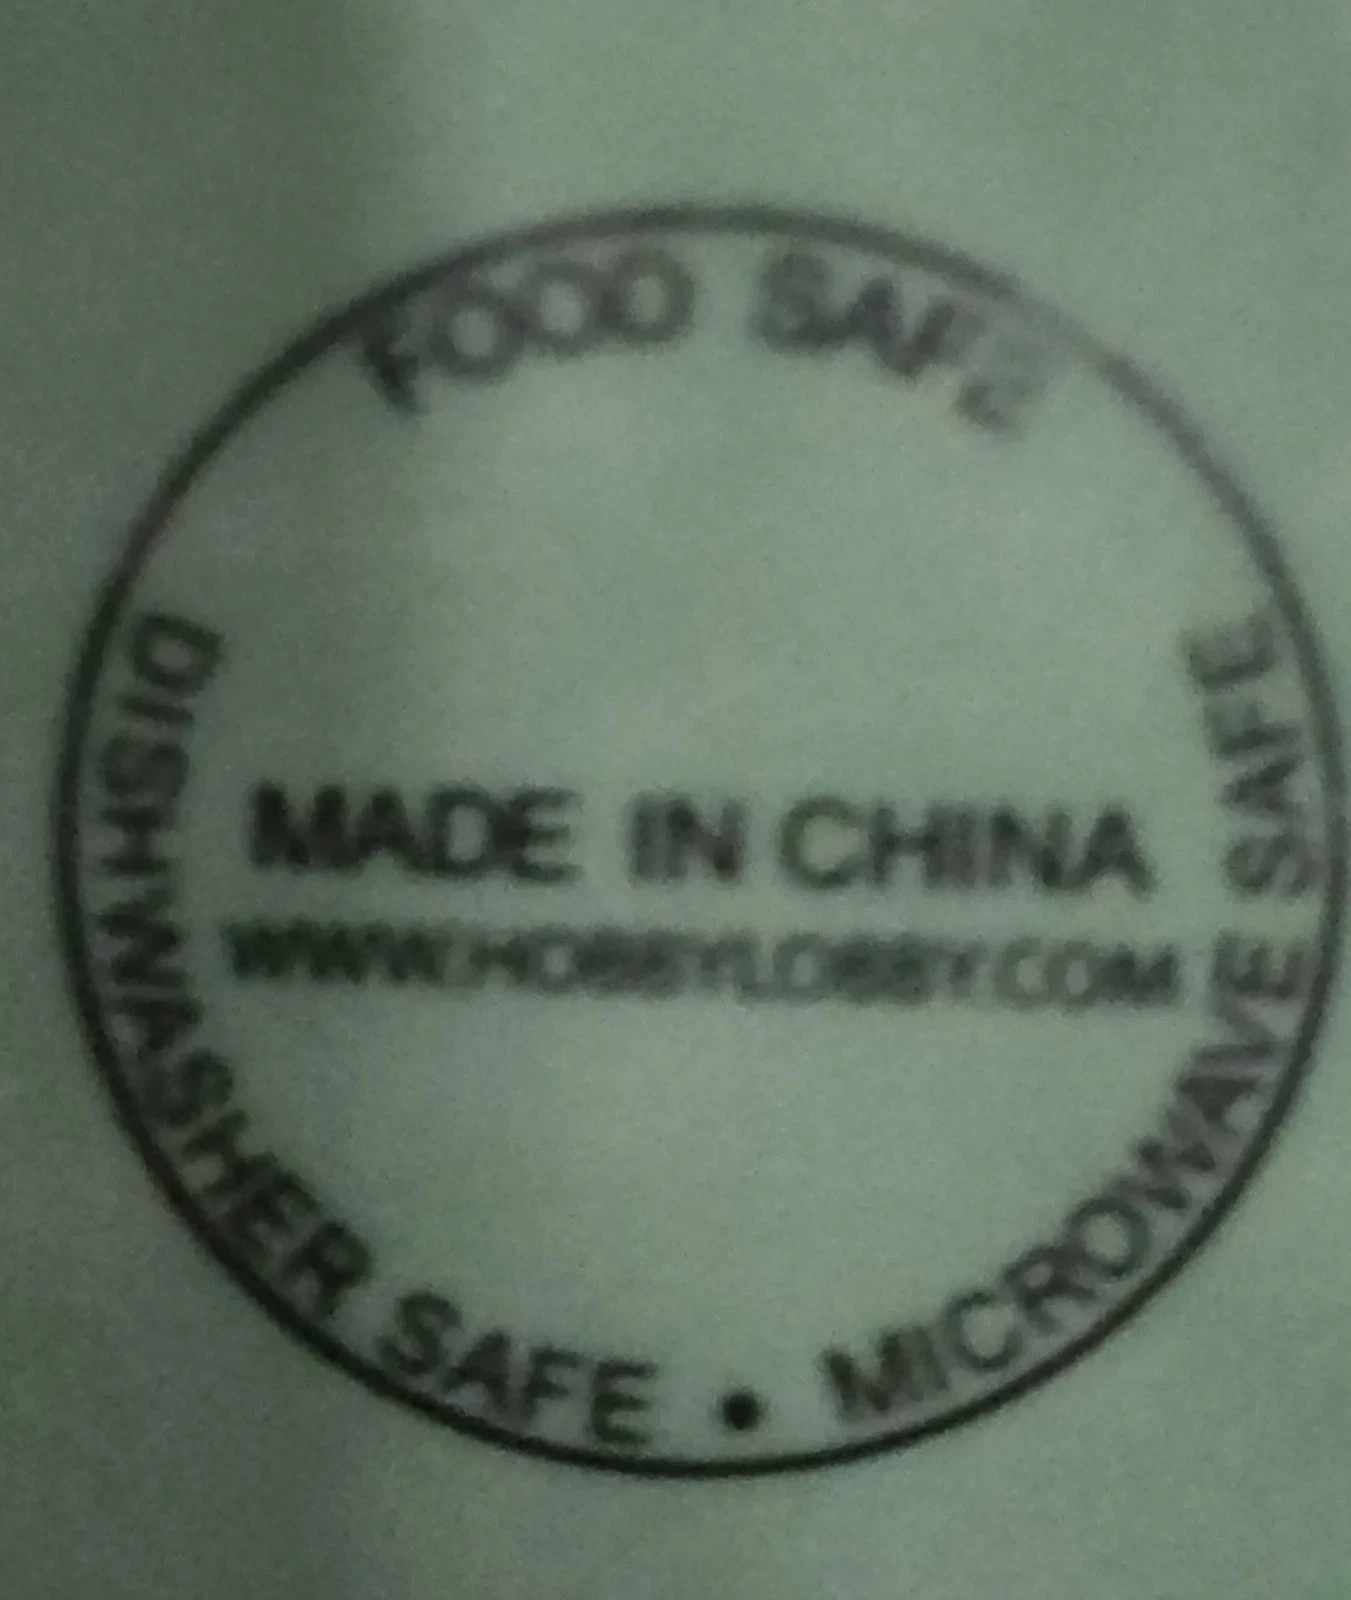 FOOD SAFE
MADE IN CHINA
WWW.HOBBYLOBBY.COM
DISHWASHER SAFE • MICROWAVE SAFE